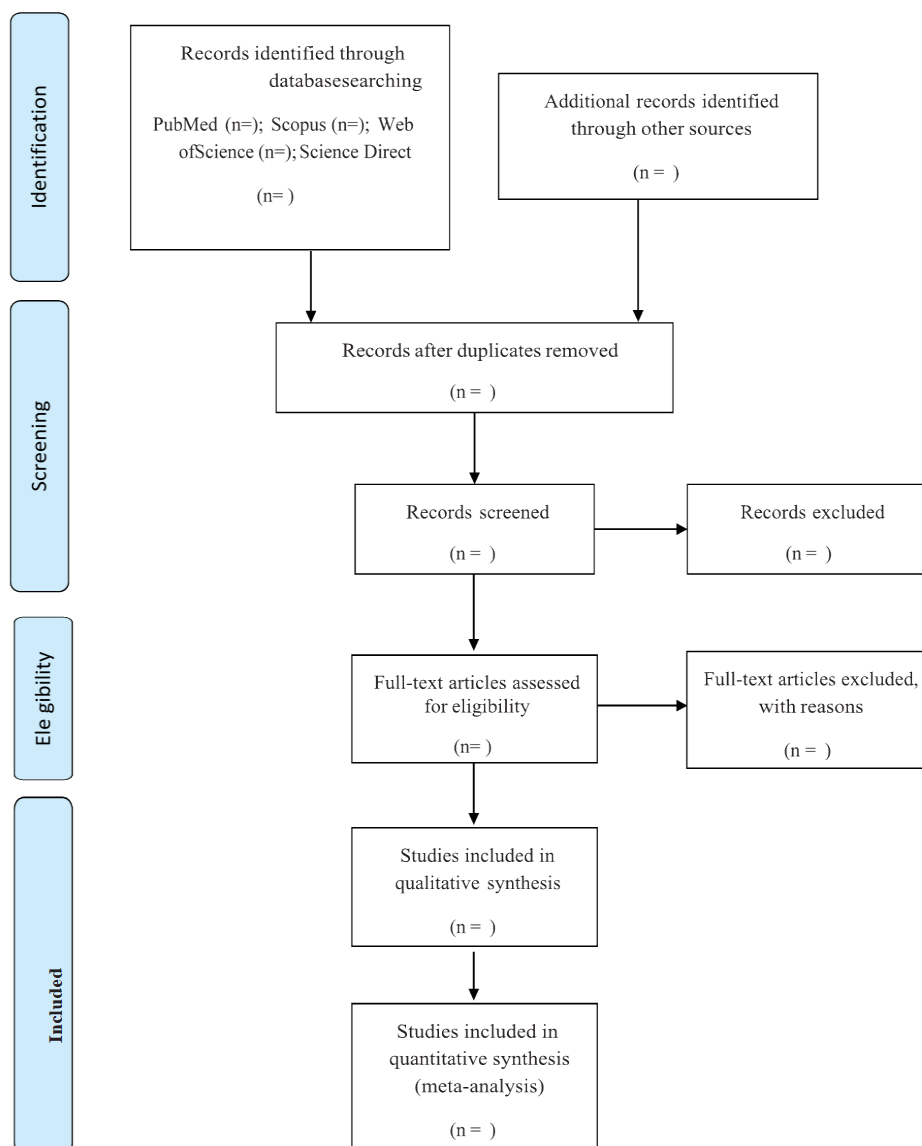 Identification
Records identified through
databasesearching
PubMed (n=); Scopus (n=); Web
ofScience (n=); Science Direct
(n= )
Additional records identified
through other sources
(n = )
Screening
Records after duplicates removed
(n = )
Records screened
(n = )
Records excluded
(n = )
Ele gibility
Full-text articles assessed
for eligibility
(n= )
Full-text articles excluded,
with reasons
(n = )
Included
Studies included in
qualitative synthesis
(n = )
Studies included in
quantitative synthesis
(meta-analysis)
(n = )